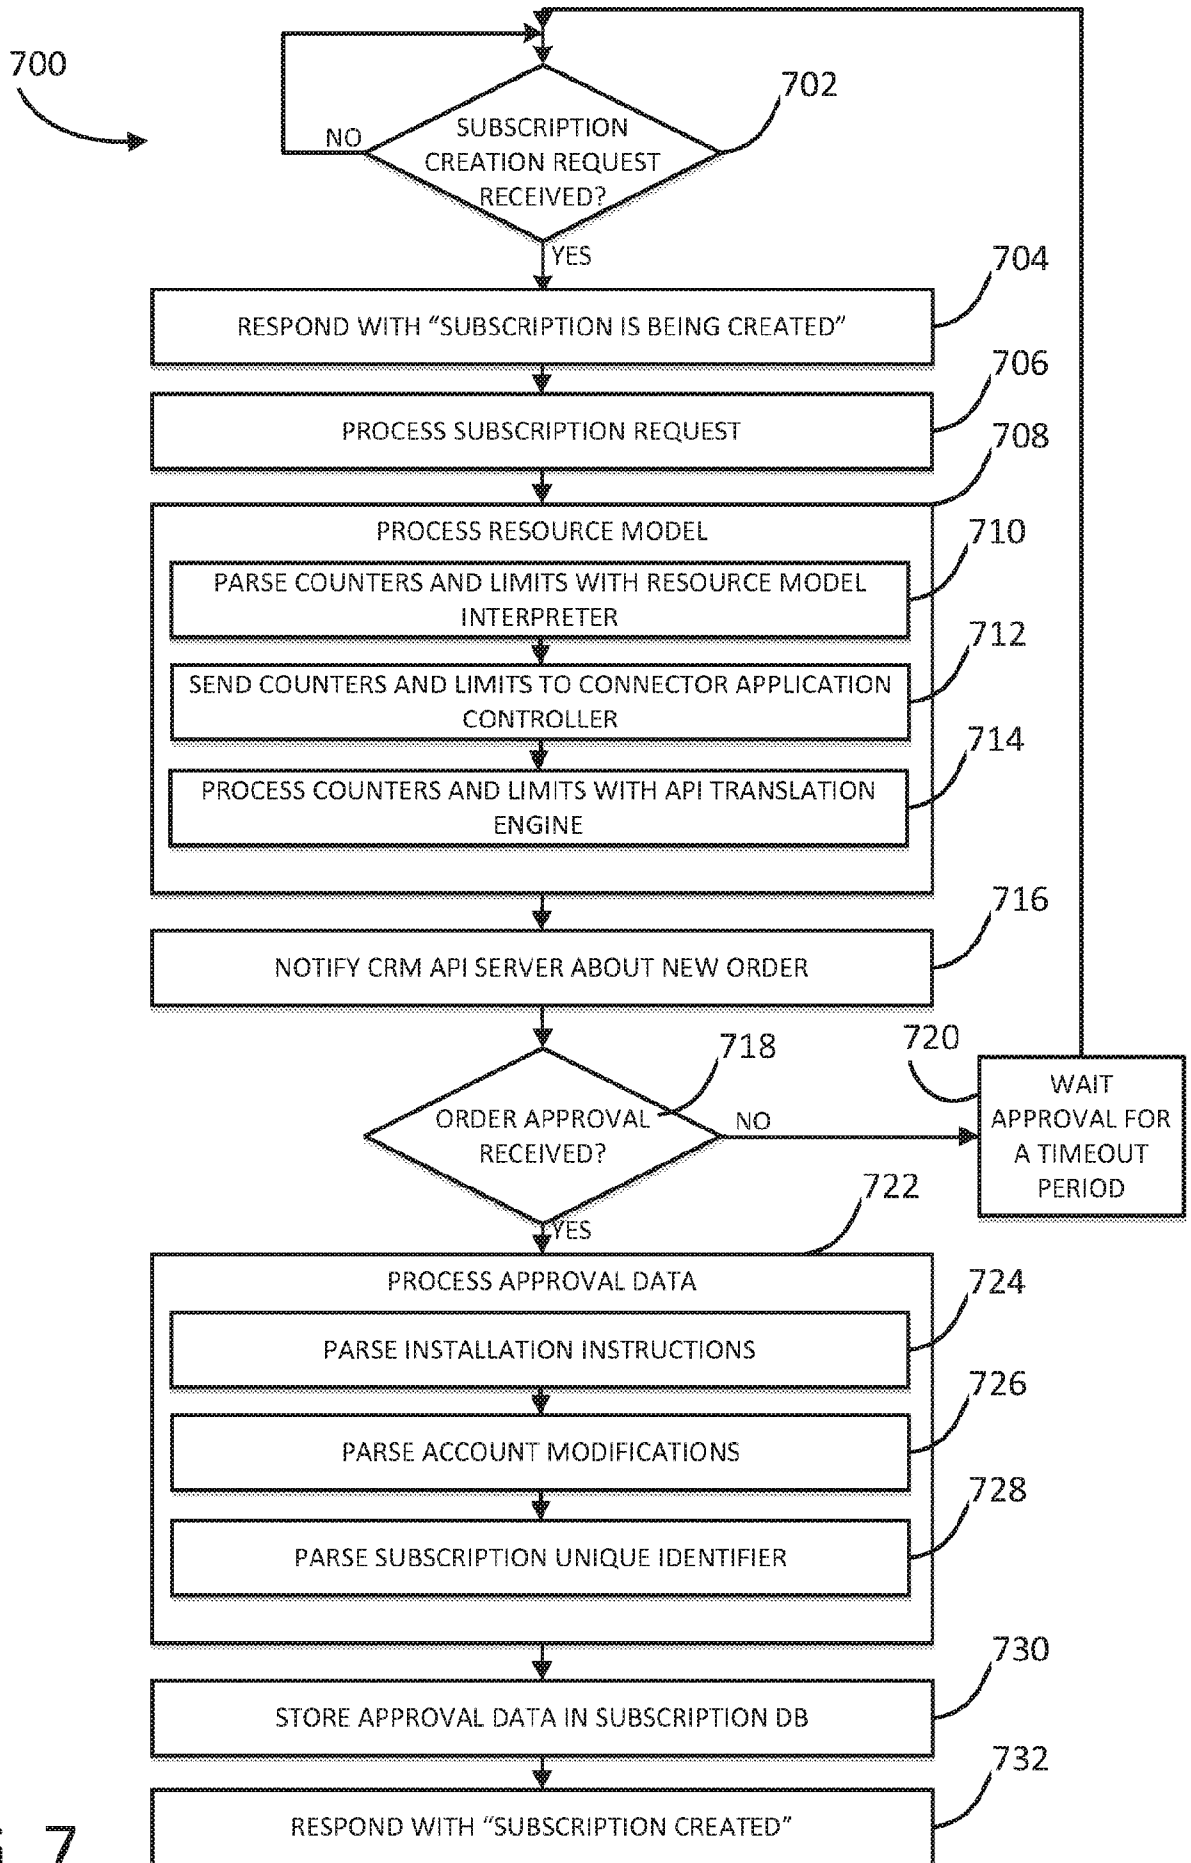 700
702
SUBSCRIPTION
CREATION REQUEST
RECEIVED?
NO
YES
704
RESPOND WITH “SUBSCRIPTION IS BEING CREATED”
706
PROCESS SUBSCRIPTION REQUEST
708
PROCESS RESOURCE MODEL
710
PARSE COUNTERS AND LIMITS WITH RESOURCE MODEL
INTERPRETER
712
SEND COUNTERS AND LIMITS TO CONNECTOR APPLICATION
CONTROLLER
714
PROCESS COUNTERS AND LIMITS WITH API TRANSLATION
ENGINE
716
NOTIFY CRM API SERVER ABOUT NEW ORDER
718
ORDER APPROVAL
RECEIVED?
NO
YES
720
WAIT
APPROVAL FOR
A TIMEOUT
PERIOD
722
PROCESS APPROVAL DATA
724
PARSE INSTALLATION INSTRUCTIONS
726
PARSE ACCOUNT MODIFICATIONS
728
PARSE SUBSCRIPTION UNIQUE IDENTIFIER
730
STORE APPROVAL DATA IN SUBSCRIPTION DB
732
RESPOND WITH “SUBSCRIPTION CREATED”
7